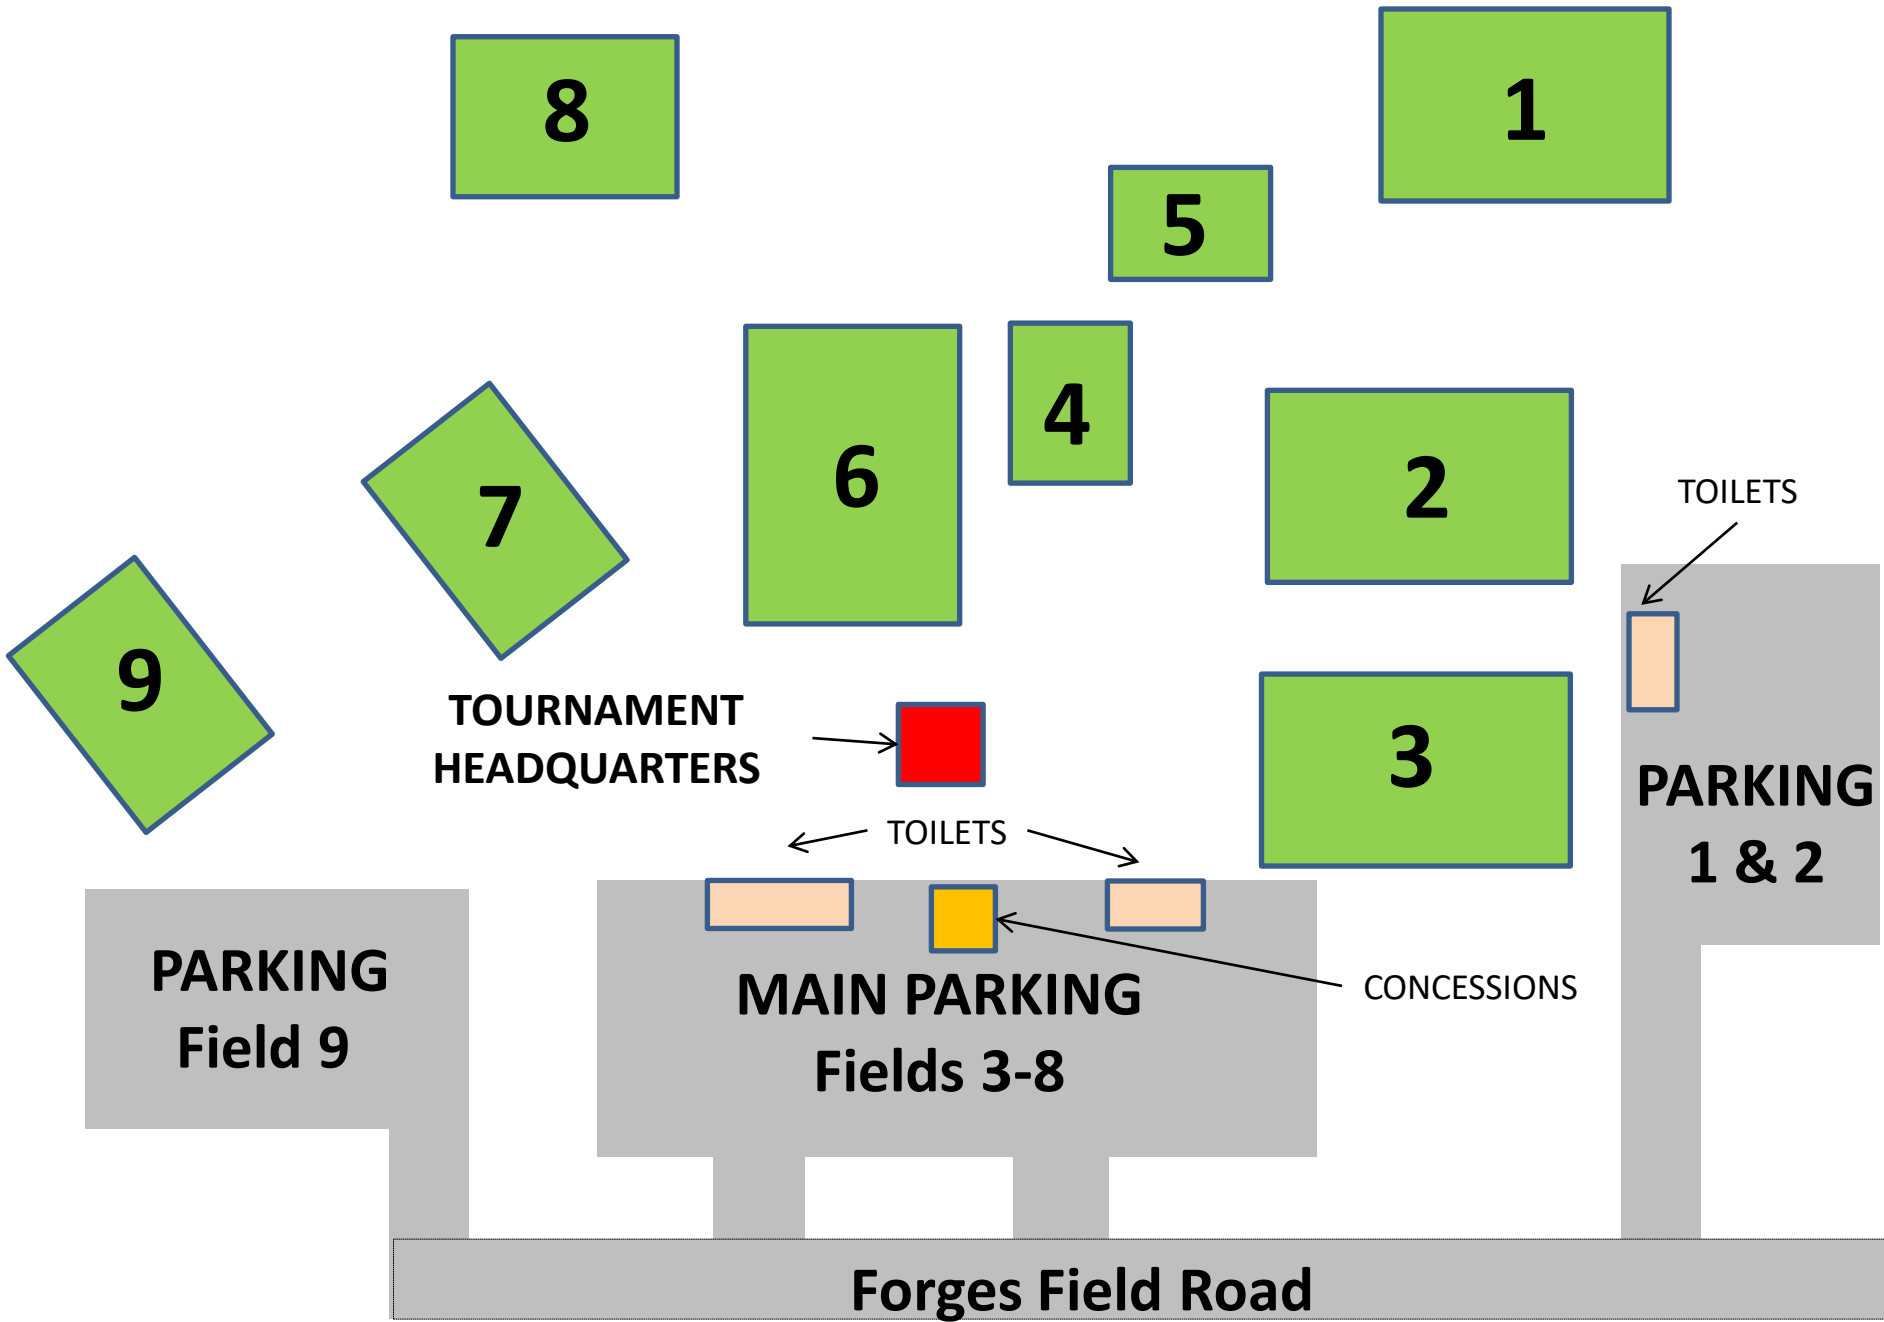 8
1
5
4
6
2
7
TOILETS
9
TOURNAMENT
HEADQUARTERS
3
PARKING
1 & 2
TOILETS
PARKING
Field 9
MAIN PARKING
Fields 3-8
CONCESSIONS
Forges Field Road